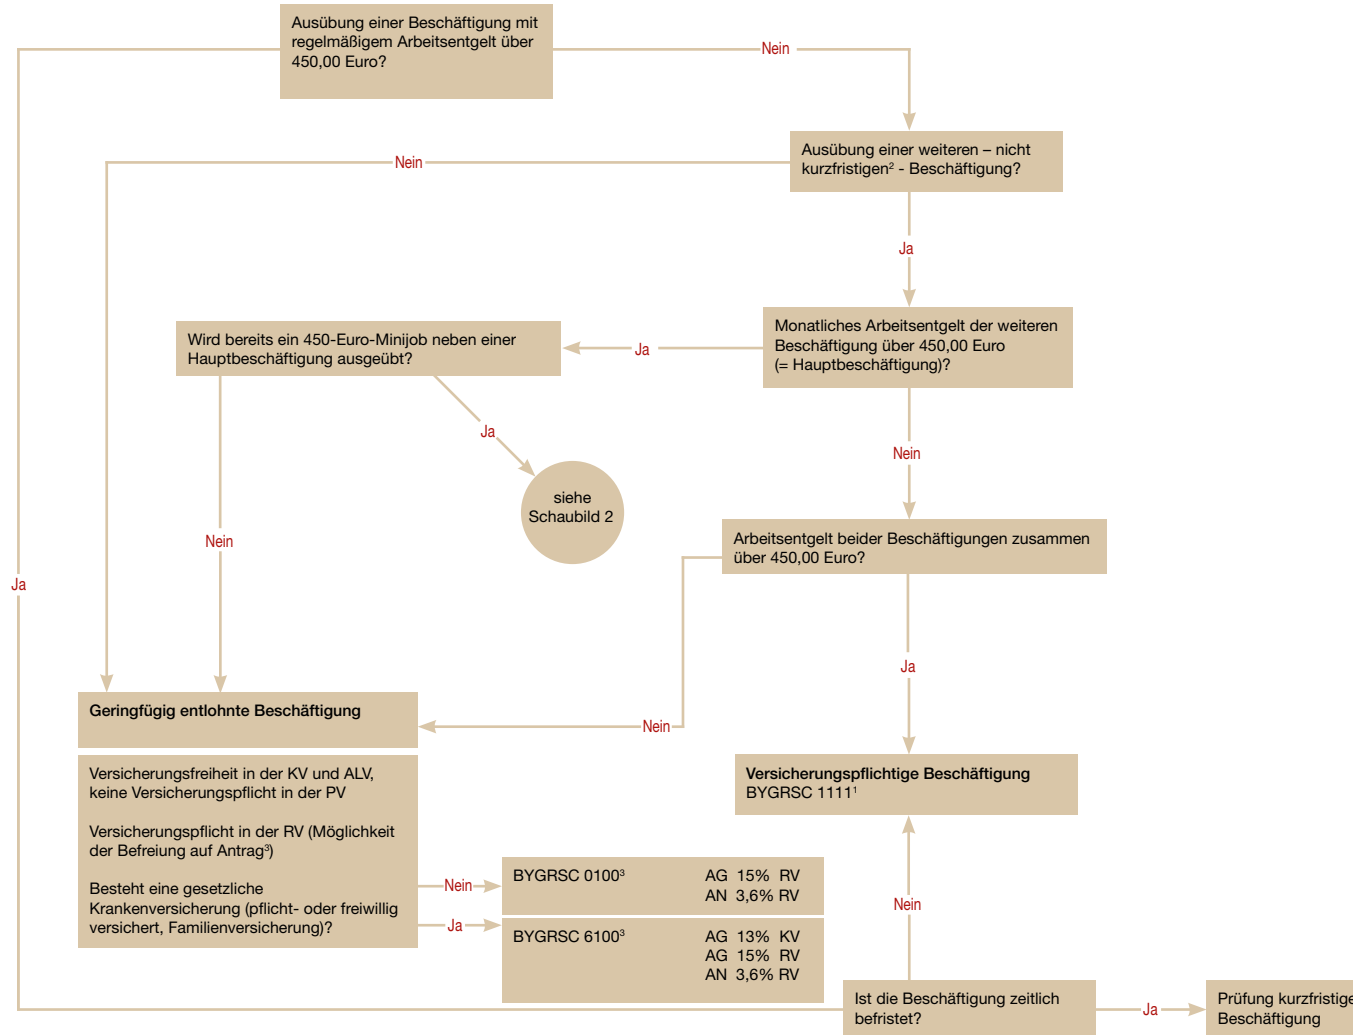 Ausübung einer Beschäftigung mit
regelmäßigem Arbeitsentgelt über
450,00 Euro?
Nein
Ausübung einer weiteren – nicht
kurzfristigen² - Beschäftigung?
Nein
Ja
Monatliches Arbeitsentgelt der weiteren
Beschäftigung über 450,00 Euro
(= Hauptbeschäftigung)?
Ja
Wird bereits ein 450-Euro-Minijob neben einer
Hauptbeschäftigung ausgeübt?
Ja
siehe
Schaubild 2
Nein
Nein
Arbeitsentgelt beider Beschäftigungen zusammen
über 450,00 Euro?
Ja
Ja
Nein
Geringfügig entlohnte Beschäftigung
Versicherungsfreiheit in der KV und ALV,
keine Versicherungspflicht in der PV
Versicherungspflicht in der RV (Möglichkeit
der Befreiung auf Antrag³)
Besteht eine gesetzliche
Krankenversicherung (pflicht- oder freiwillig
versichert, Familienversicherung)?
Versicherungspflichtige Beschäftigung
BYGRSC 1111¹
Nein
BYGRSC 0100³ AG 15% RV
AN 3,6% RV
Ja
BYGRSC 6100³ AG 13% KV
AG 15% RV
AN 3,6% RV
Nein
Ist die Beschäftigung zeitlich
befristet?
Ja
Prüfung kurzfristige
Beschäftigung